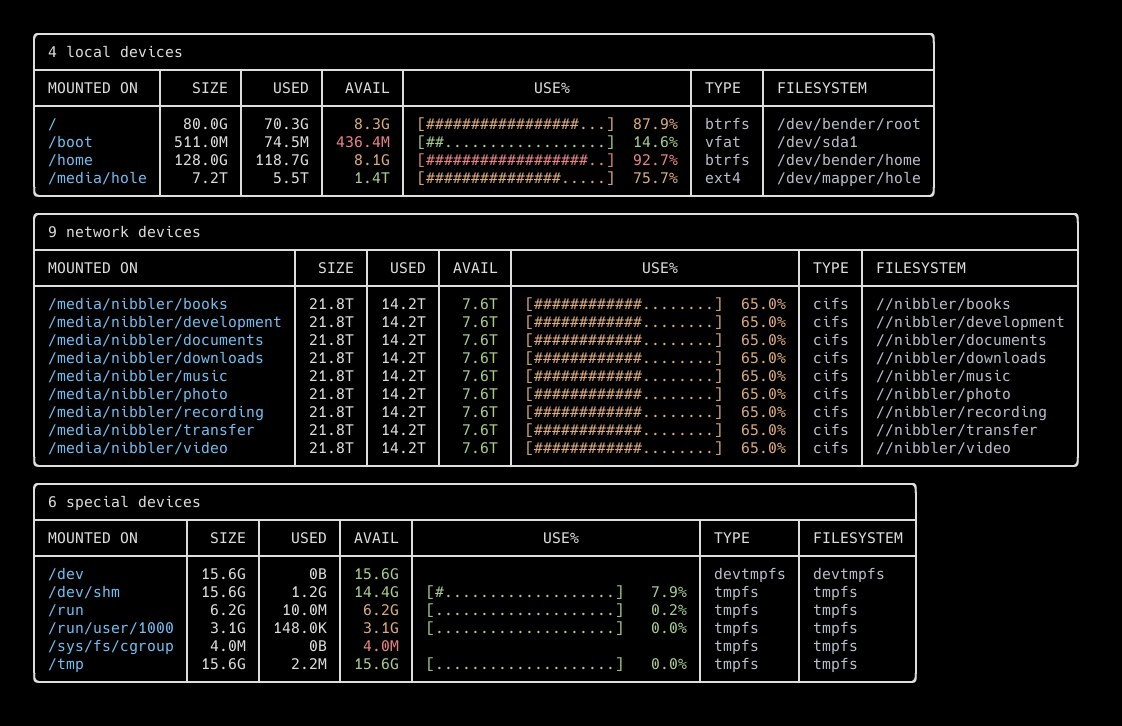 4 local devices
MOUNTED ON SIZE USED AVAIL USE% TYPE FILESYSTEM
/ 80.0G 70.3G 8.3G [#################...] 87.9% btrfs /dev/bender/root
/boot 511.0M 74.5M 436.4M [##..................] 14.6% vfat /dev/sda1
/home 128.0G 118.7G 8.1G [##################..] 92.7% btrfs /dev/bender/home
/media/hole 7.2T 5.5T 1.4T [###############.....] 75.7% ext4 /dev/mapper/hole
9 network devices
MOUNTED ON SIZE USED AVAIL USE% TYPE FILESYSTEM
/media/nibbler/books 21.8T 14.2T 7.6T [############........] 65.0% cifs //nibbler/books
/media/nibbler/development 21.8T 14.2T 7.6T [############........] 65.0% cifs //nibbler/development
/media/nibbler/documents 21.8T 14.2T 7.6T [############........] 65.0% cifs //nibbler/documents
/media/nibbler/downloads 21.8T 14.2T 7.6T [############........] 65.0% cifs //nibbler/downloads
/media/nibbler/music 21.8T 14.2T 7.6T [############........] 65.0% cifs //nibbler/music
/media/nibbler/photo 21.8T 14.2T 7.6T [############........] 65.0% cifs //nibbler/photo
/media/nibbler/recording 21.8T 14.2T 7.6T [############........] 65.0% cifs //nibbler/recording
/media/nibbler/transfer 21.8T 14.2T 7.6T [############........] 65.0% cifs //nibbler/transfer
/media/nibbler/video 21.8T 14.2T 7.6T [############........] 65.0% cifs //nibbler/video
6 special devices
MOUNTED ON SIZE USED AVAIL USE% TYPE FILESYSTEM
/dev 15.6G 0B 15.6G devtmpfs devtmpfs
/dev/shm 15.6G 1.2G 14.4G [#...................] 7.9% tmpfs tmpfs
/run 6.2G 10.0M 6.2G [....................] 0.2% tmpfs tmpfs
/run/user/1000 3.1G 148.0K 3.1G [....................] 0.0% tmpfs tmpfs
/sys/fs/cgroup 4.0M 0B 4.0M tmpfs tmpfs
/tmp 15.6G 2.2M 15.6G [....................] 0.0% tmpfs tmpfs